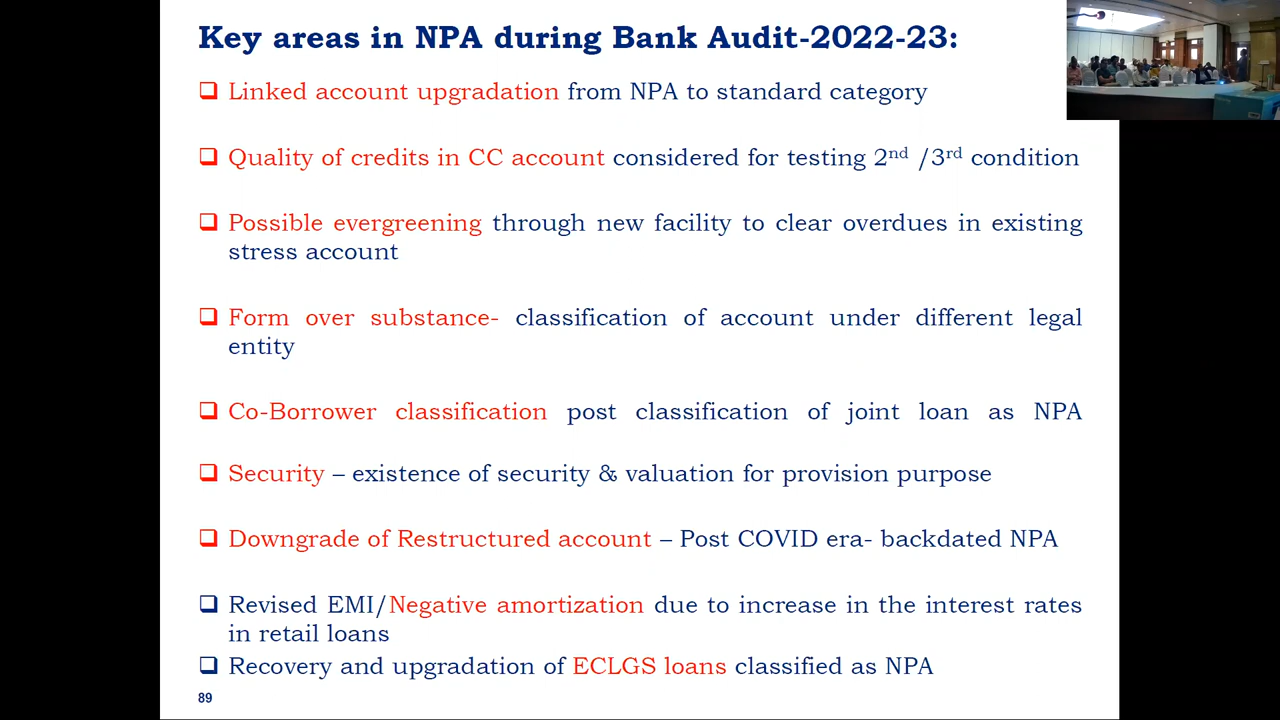 Key areas in NPA during Bank Audit-2022-23:
❑ Linked account upgradation from NPA to standard category
❑ Quality of credits in CC account considered for testing 2nd /3rd condition
❑ Possible evergreening through new facility to clear overdues in existing
stress account
❑ Form over substance- classification of account under different legal
entity
❑ Co-Borrower classification post classification of joint loan as NPA
❑ Security – existence of security & valuation for provision purpose
❑ Downgrade of Restructured account – Post COVID era- backdated NPA
❑ Revised EMI/Negative amortization due to increase in the interest rates
in retail loans
❑ Recovery and upgradation of ECLGS loans classified as NPA
89